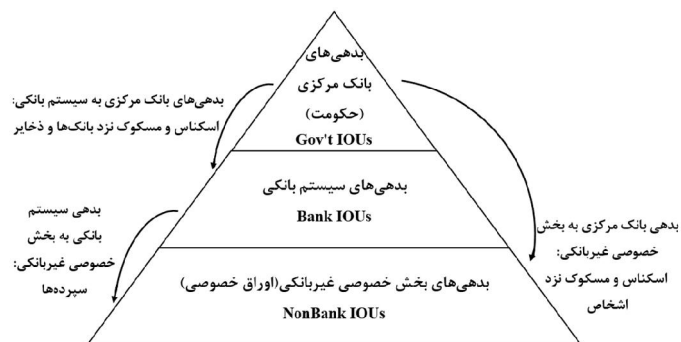 بدهی‌های
بانک مرکزی
(حکومت)
Gov't IOUs
بدهی‌های بانک مرکزی به سیستم بانکی:
اسکناس و مسکوک نزد بانک‌ها و ذخایر
بدهی‌های سیستم بانکی
Bank IOUs
بدهی سیستم
بانکی به بخش
خصوصی غیربانکی:
سپرده‌ها
بدهی بانک مرکزی به بخش
خصوصی غیربانکی:
اسکناس و مسکوک نزد
اشخاص
بدهی‌های بخش خصوصی غیربانکی(اوراق خصوصی)
NonBank IOUs